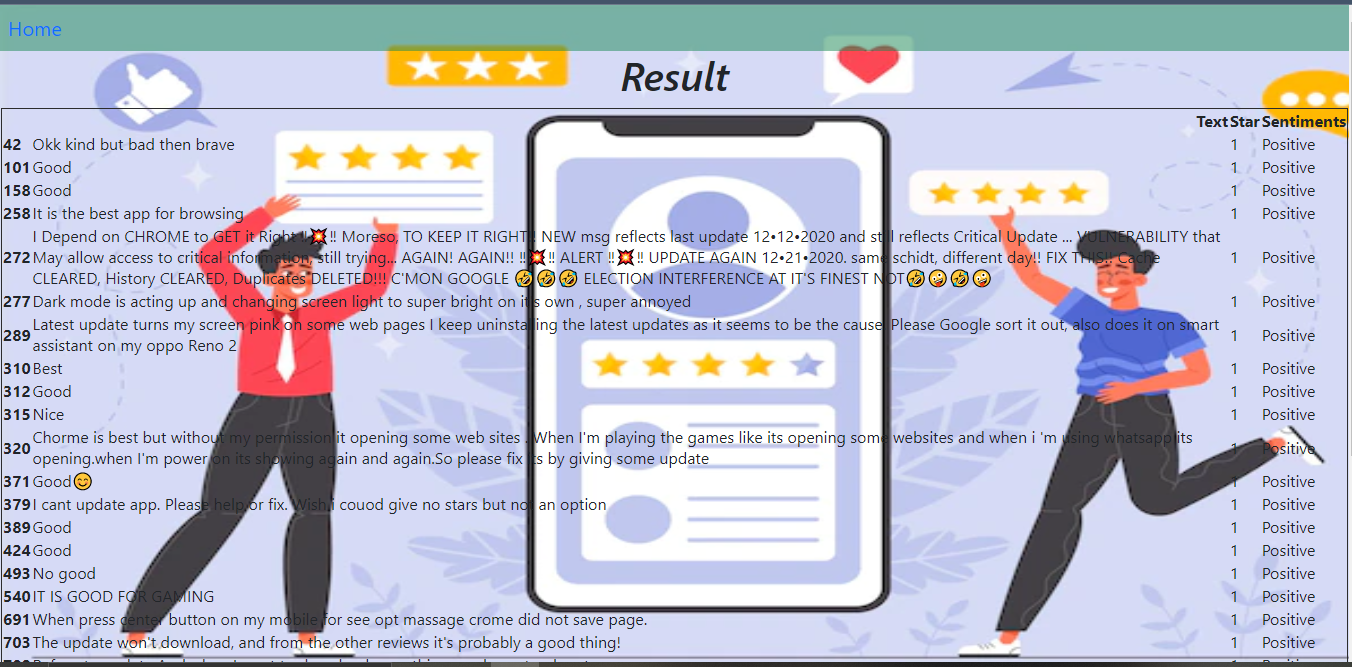 Home
Result
Text Star Sentiments
42 Okk kind but bad then brave 1 Positive
101 Good 1 Positive
158 Good 1 Positive
258 It is the best app for browsing 1 Positive
I Depend on CHROME to GET it Right !!💥!! Moreso, TO KEEP IT RIGHT!! NEW msg reflects last update 12•12•2020 and still reflects Critical Update ... VULNERABILITY that
272 May allow access to critical information, still trying... AGAIN! AGAIN!! !!💥!! ALERT !!💥!! UPDATE AGAIN 12•21•2020. same schidt, different day!! FIX THIS!! Cache 1 Positive
CLEARED, History CLEARED, Duplicates DELETED!!! C'MON GOOGLE 🤣🤣🤣 ELECTION INTERFERENCE AT IT'S FINEST NOT🤣🤪🤣🤪
277 Dark mode is acting up and changing screen light to super bright on it's own , super annoyed 1 Positive
Latest update turns my screen pink on some web pages I keep uninstalling the latest updates as it seems to be the cause. Please Google sort it out, also does it on smart
289 assistant on my oppo Reno 2 1 Positive
310 Best 1 Positive
312 Good 1 Positive
315 Nice 1 Positive
Chorme is best but without my permission it opening some web sites . When I'm playing the games like its opening some websites and when i 'm using whatsapp its
320 opening.when I'm power on its showing again and again.So please fix its by giving some update 1 Positive
371 Good😊 1 Positive
379 I cant update app. Please help or fix. Wish i couod give no stars but not an option 1 Positive
389 Good 1 Positive
424 Good 1 Positive
493 No good 1 Positive
540 IT IS GOOD FOR GAMING 1 Positive
691 When press center button on my mobile for see opt massage crome did not save page. 1 Positive
703 The update won't download, and from the other reviews it's probably a good thing! 1 Positive